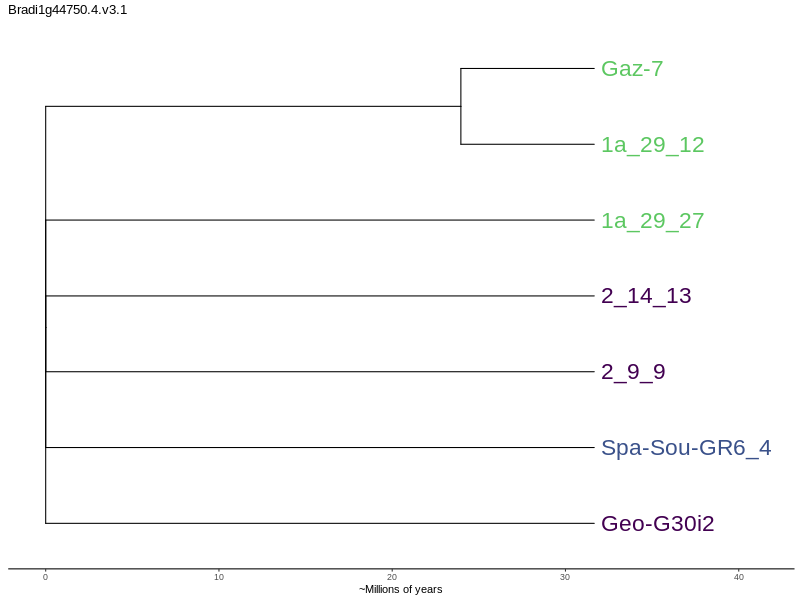 Bradi1g44750.4.v3.1
Gaz-7
1a_29_12
1a_29_27
2_14_13
2_9_9
Spa-Sou-GR6_4
Geo-G30i2
0 10 20 30 40
~Millions of years